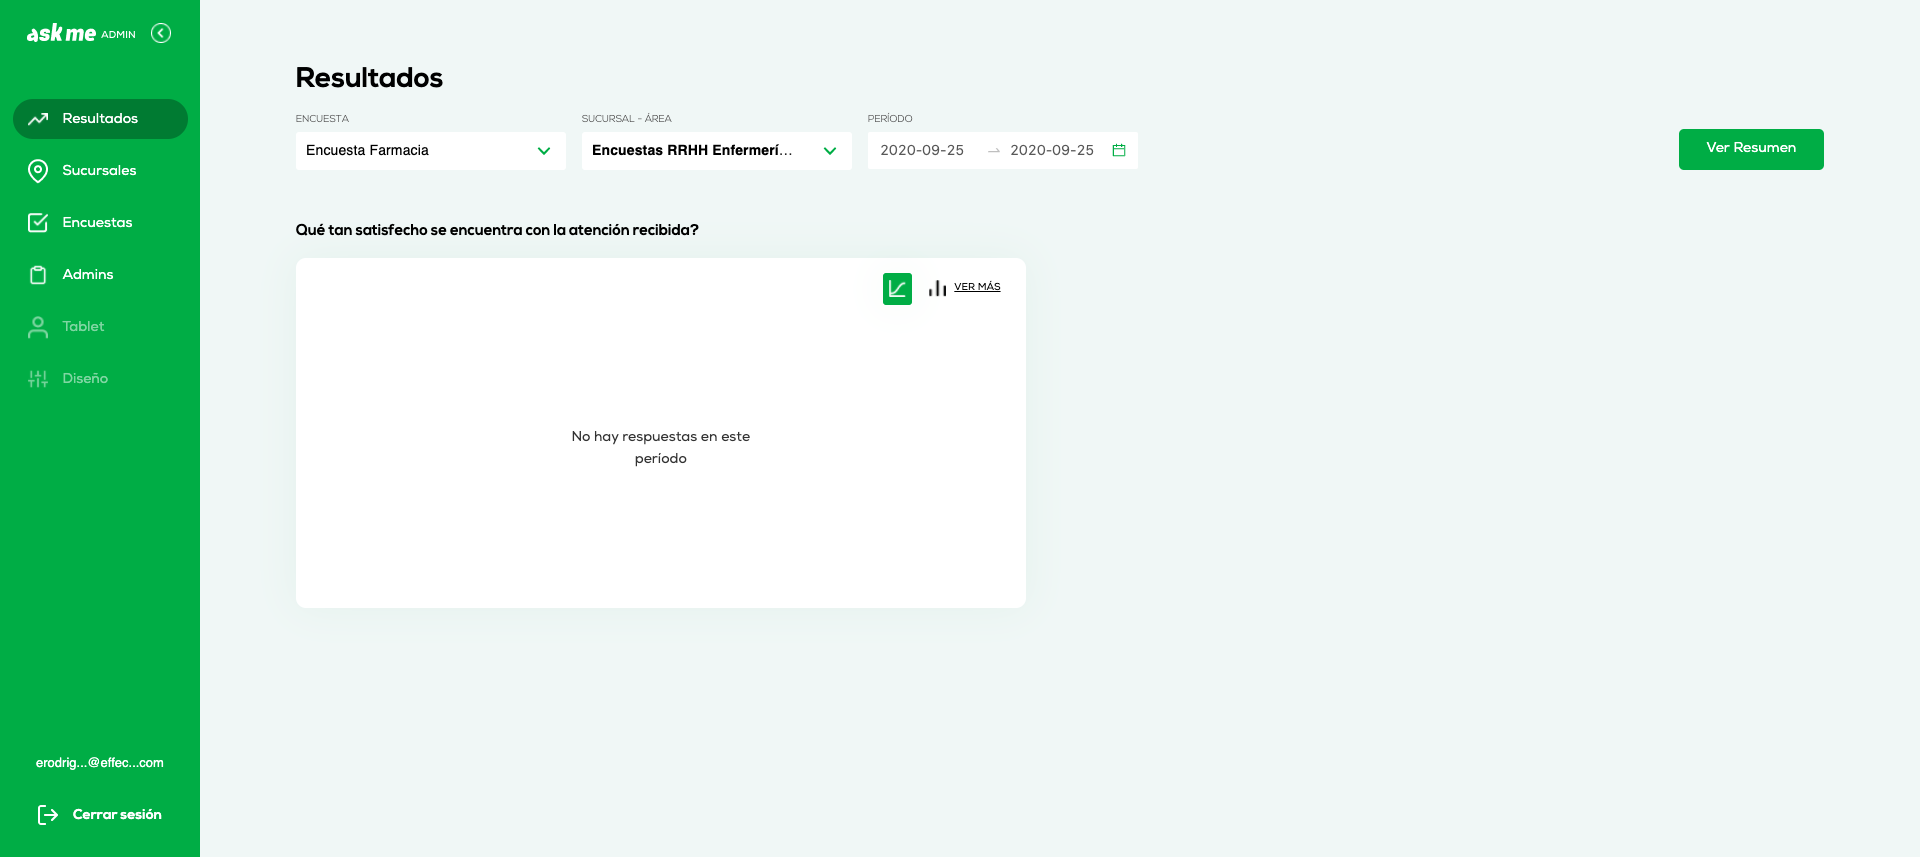 ask me ADMIN
Resultados
Sucursales
Encuestas
Admins
Tablet
Diseño
erodrig...@effec...com
Cerrar sesión
Resultados
ENCUESTA
Encuesta Farmacia
SUCURSAL - ÁREA
Encuestas RRHH Enfermerí...
PERÍODO
2020-09-25 → 2020-09-25
Ver Resumen
Qué tan satisfecho se encuentra con la atención recibida?
VER MÁS
No hay respuestas en este
período